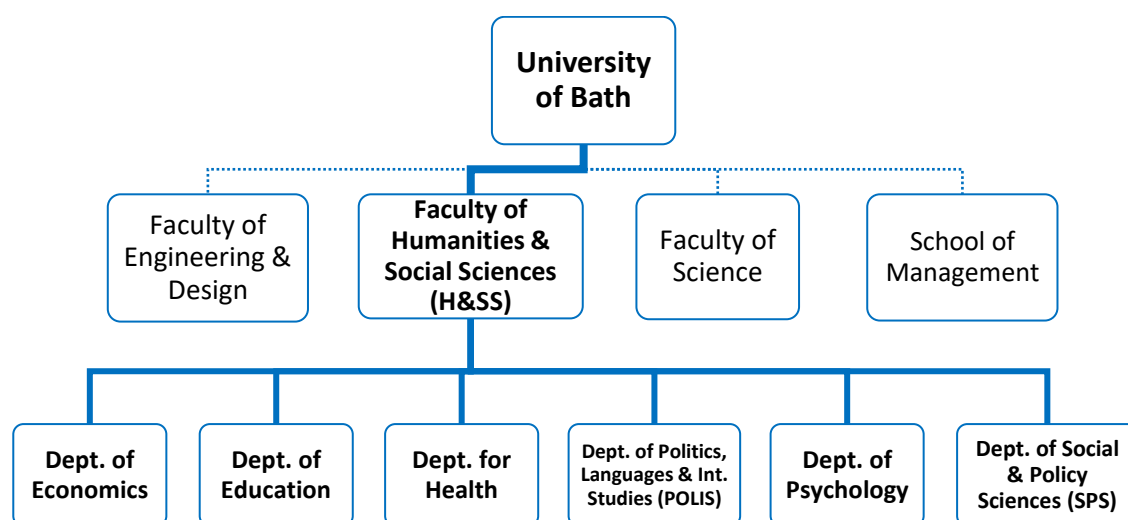 University
of Bath
Faculty of
Engineering &
Design
Faculty of
Humanities &
Social Sciences
(H&SS)
Faculty of
Science
School of
Management
Dept. of
Economics
Dept. of
Education
Dept. for
Health
Dept. of Politics,
Languages & Int.
Studies (POLIS)
Dept. of
Psychology
Dept. of Social
& Policy
Sciences (SPS)